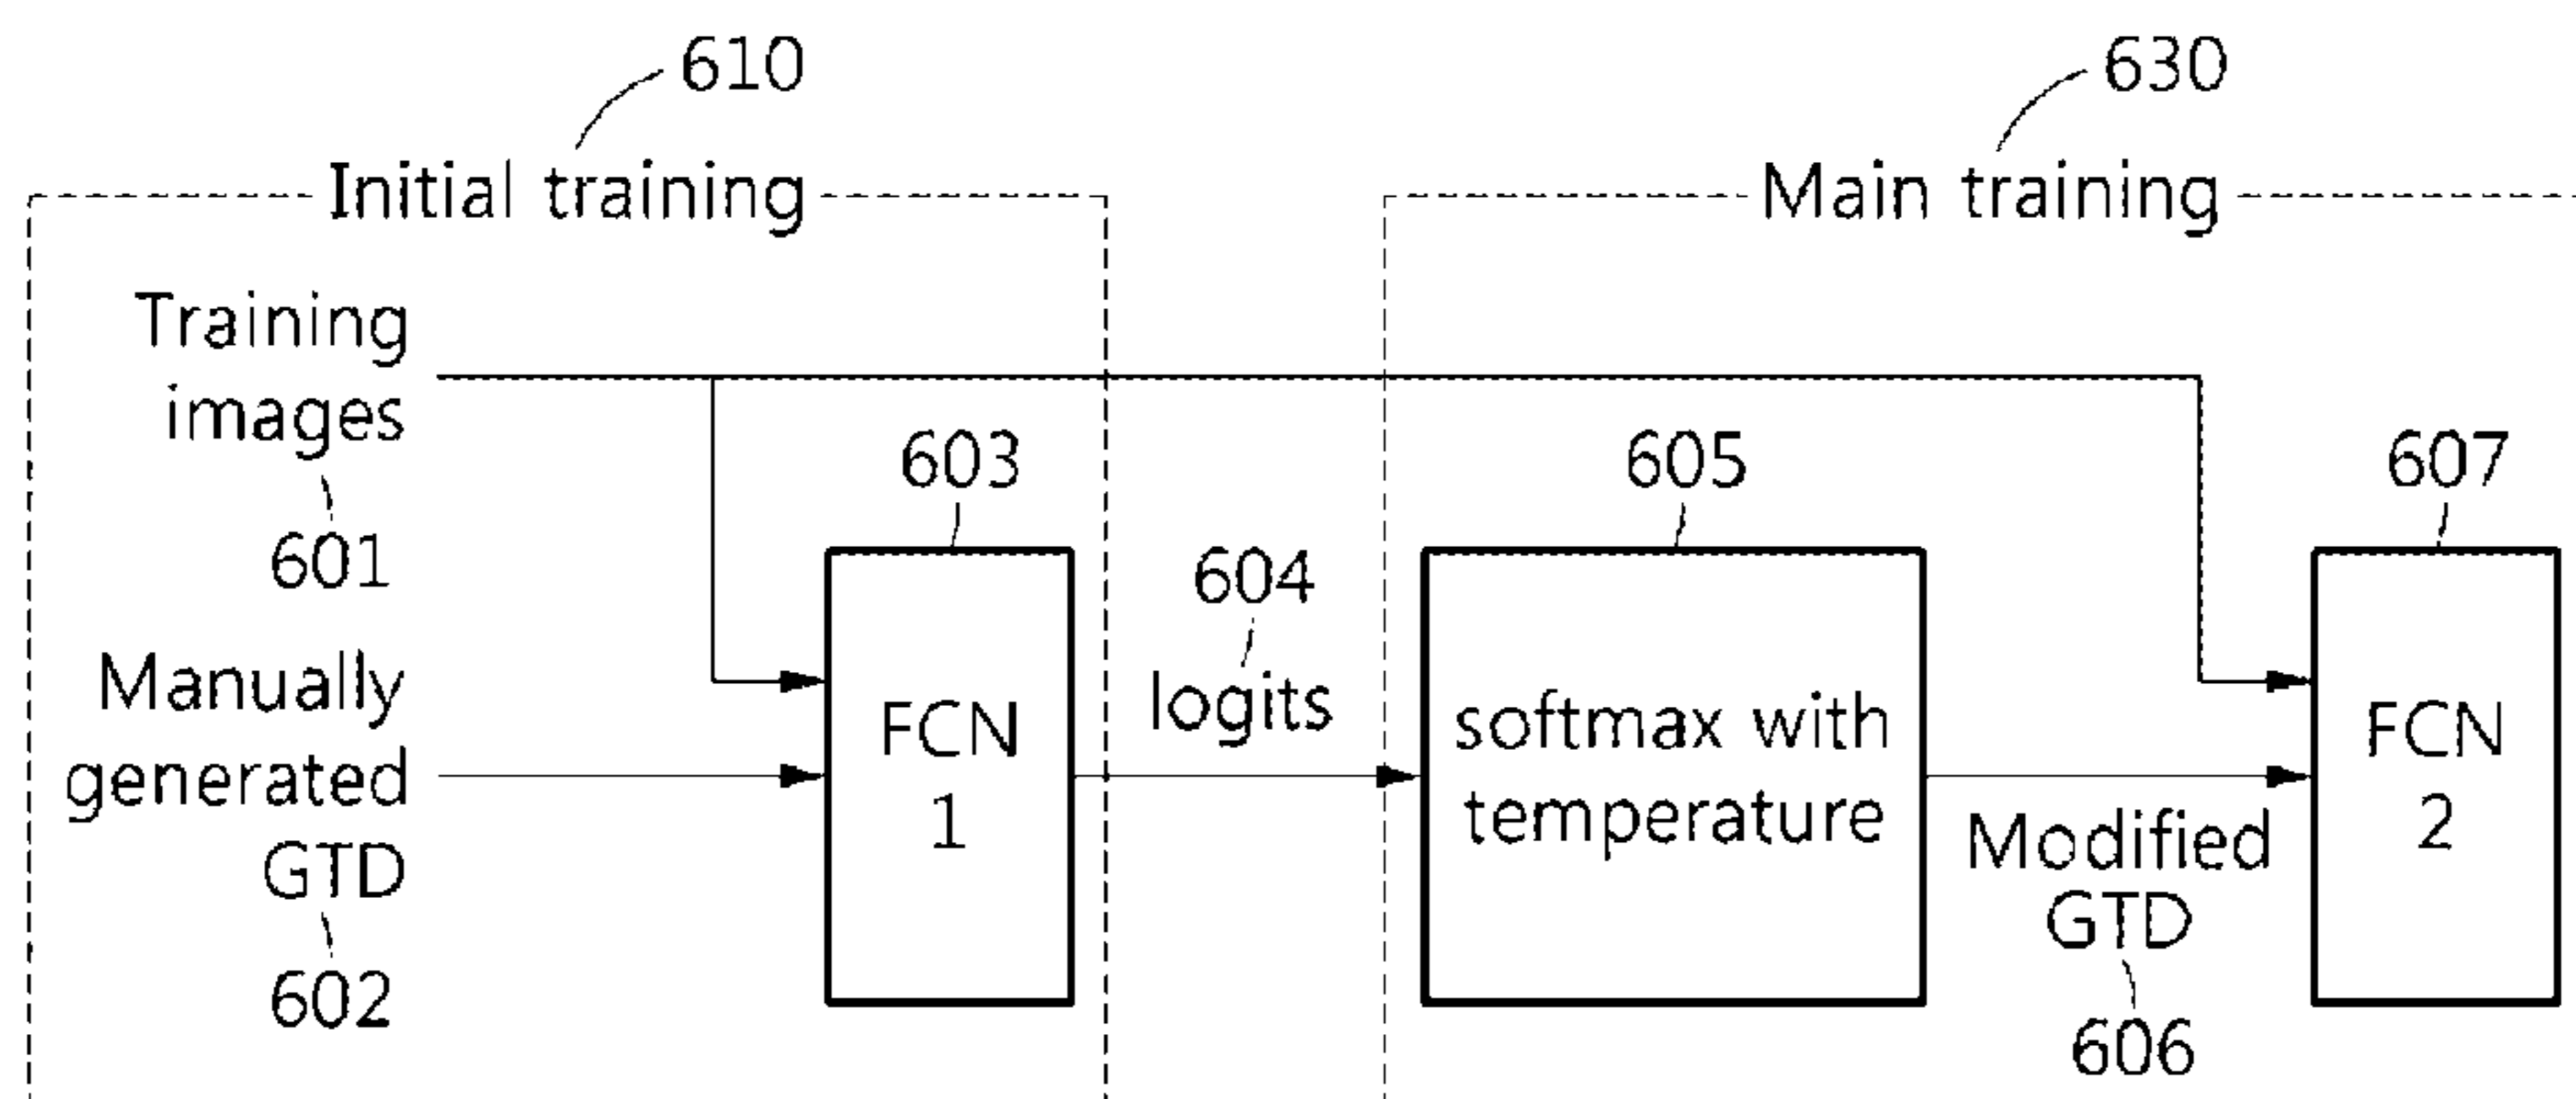 610
630
Initial training
Main training
Training
images
601
603
605
607
604
Manually
generated
GTD
602
FCN
1
logits
softmax with
temperature
Modified
GTD
606
FCN
2